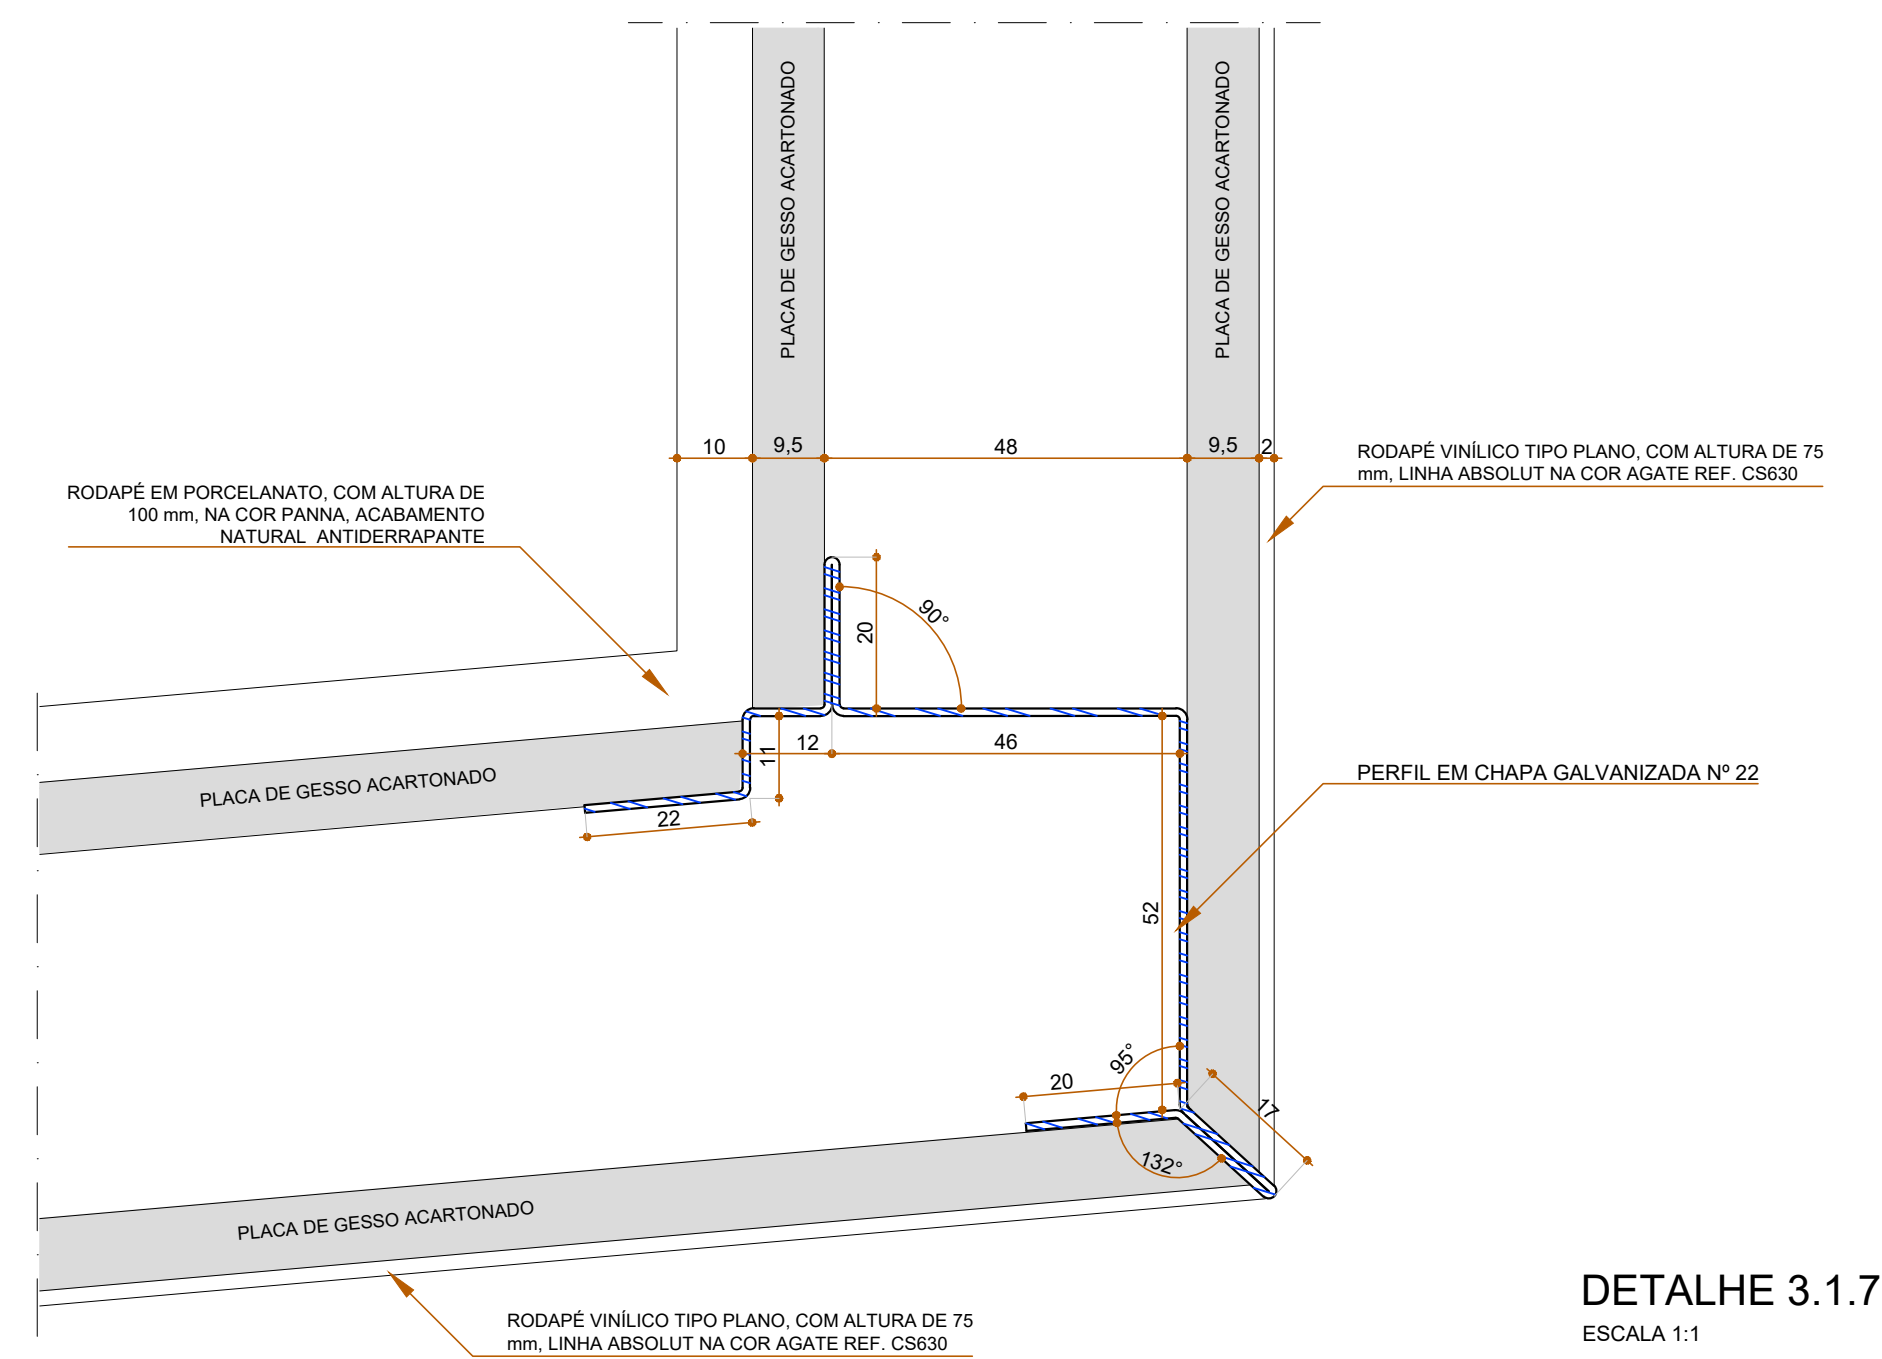 PLACA DE GESSO ACARTONADO
PLACA DE GESSO ACARTONADO
10
9,5
48
9,5
2
RODAPÉ VINÍLICO TIPO PLANO, COM ALTURA DE 75
mm, LINHA ABSOLUT NA COR AGATE REF. CS630
RODAPÉ EM PORCELANATO, COM ALTURA DE
100 mm, NA COR PANNA, ACABAMENTO
NATURAL ANTIDERRAPANTE
90°
20
12
46
11
PERFIL EM CHAPA GALVANIZADA Nº 22
PLACA DE GESSO ACARTONADO
22
52
95°
20
17
132°
PLACA DE GESSO ACARTONADO
RODAPÉ VINÍLICO TIPO PLANO, COM ALTURA DE 75
mm, LINHA ABSOLUT NA COR AGATE REF. CS630
DETALHE 3.1.7
ESCALA 1:1